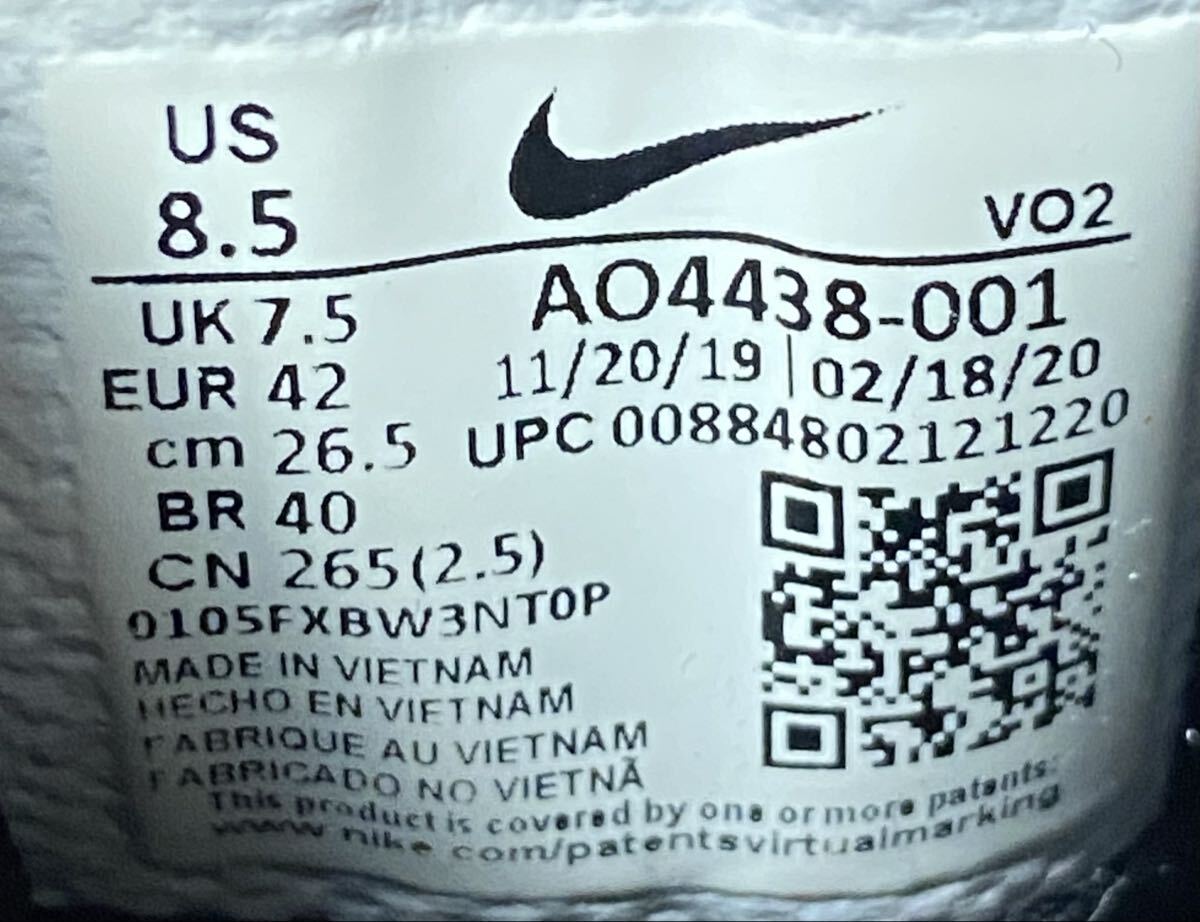 US
8.5
VO2
UK 7.5
EUR 42
cm 26.5
BR 40
CN 265(2.5)
AO4438-001
11/20/19 | 02/18/20
UPC 00884802121220
0105FXBW3NT0P
MADE IN VIETNAM
HECHO EN VIETNAM
FABRIQUE AU VIETNAM
FABRICADO NO VIETNÃ
This product is covered by one or more patents:
www.nike.com/patentsvirtualmarking